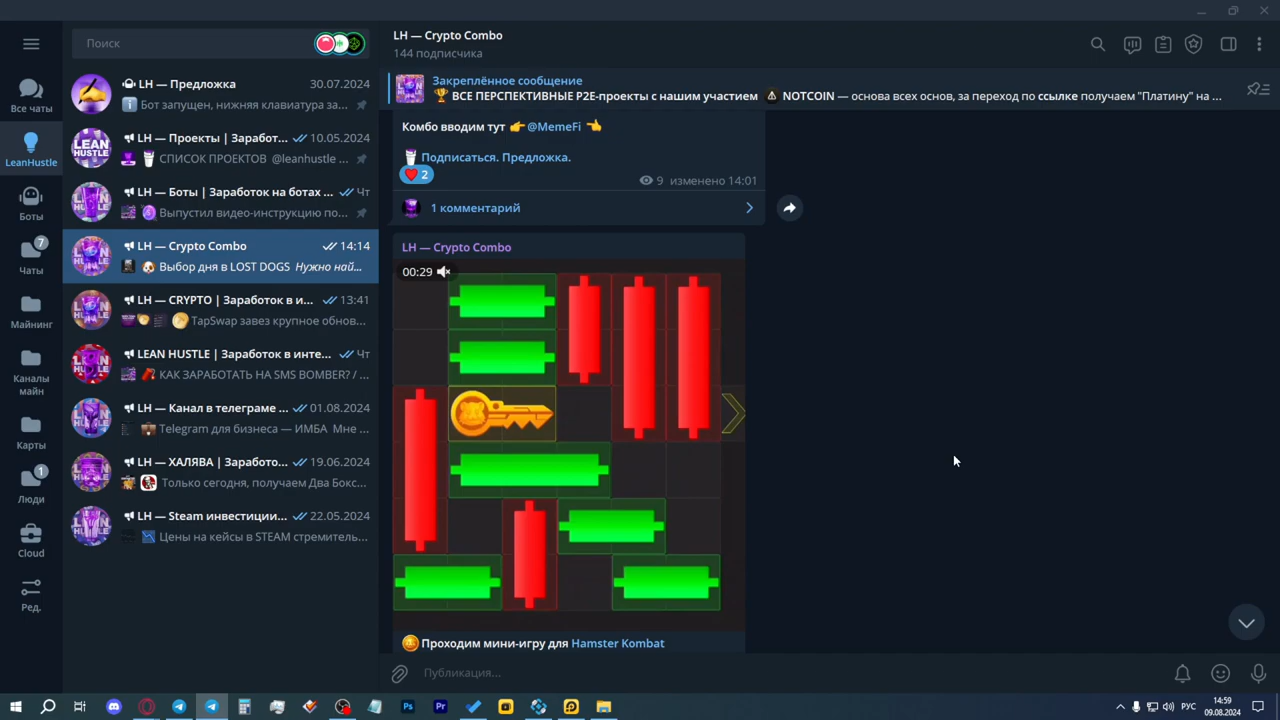 Поиск
Все чаты
LeanHustle
Боты
7
Чаты
Майнинг
Каналы
майн
Карты
1
Люди
Cloud
Ред.
LH — Предложка 30.07.2024
Бот запущен, нижняя клавиатура за...
LH — Проекты | Заработ... 10.05.2024
СПИСОК ПРОЕКТОВ @leanhustle ...
LH — Боты | Заработок на ботах ... Чт
Выпустил видео-инструкцию по...
LH — Crypto Combo 14:14
Выбор дня в LOST DOGS Нужно най...
LH — CRYPTO | Заработок в и... 13:41
TapSwap завез крупное обнов...
LEAN HUSTLE | Заработок в инте... Чт
КАК ЗАРАБОТАТЬ НА SMS BOMBER? / ...
LH — Канал в телеграме ... 01.08.2024
Telegram для бизнеса — ИМБА Мне ...
LH — ХАЛЯВА | Заработо... 19.06.2024
Только сегодня, получаем Два Бокс...
LH — Steam инвестиции... 22.05.2024
Цены на кейсы в STEAM стремитель...
LH — Crypto Combo
144 подписчика
Закреплённое сообщение
ВСЕ ПЕРСПЕКТИВНЫЕ P2E-проекты с нашим участием NOTCOIN — основа всех основ, за переход по ссылке получаем "Платину" на ...
Комбо вводим тут @MemeFi
Подписаться. Предложка.
2
9 изменено 14:01
1 комментарий
LH — Crypto Combo
00:29
Проходим мини-игру для Hamster Kombat
Публикация...
Ps
Pr
РУС
14:59
09.08.2024